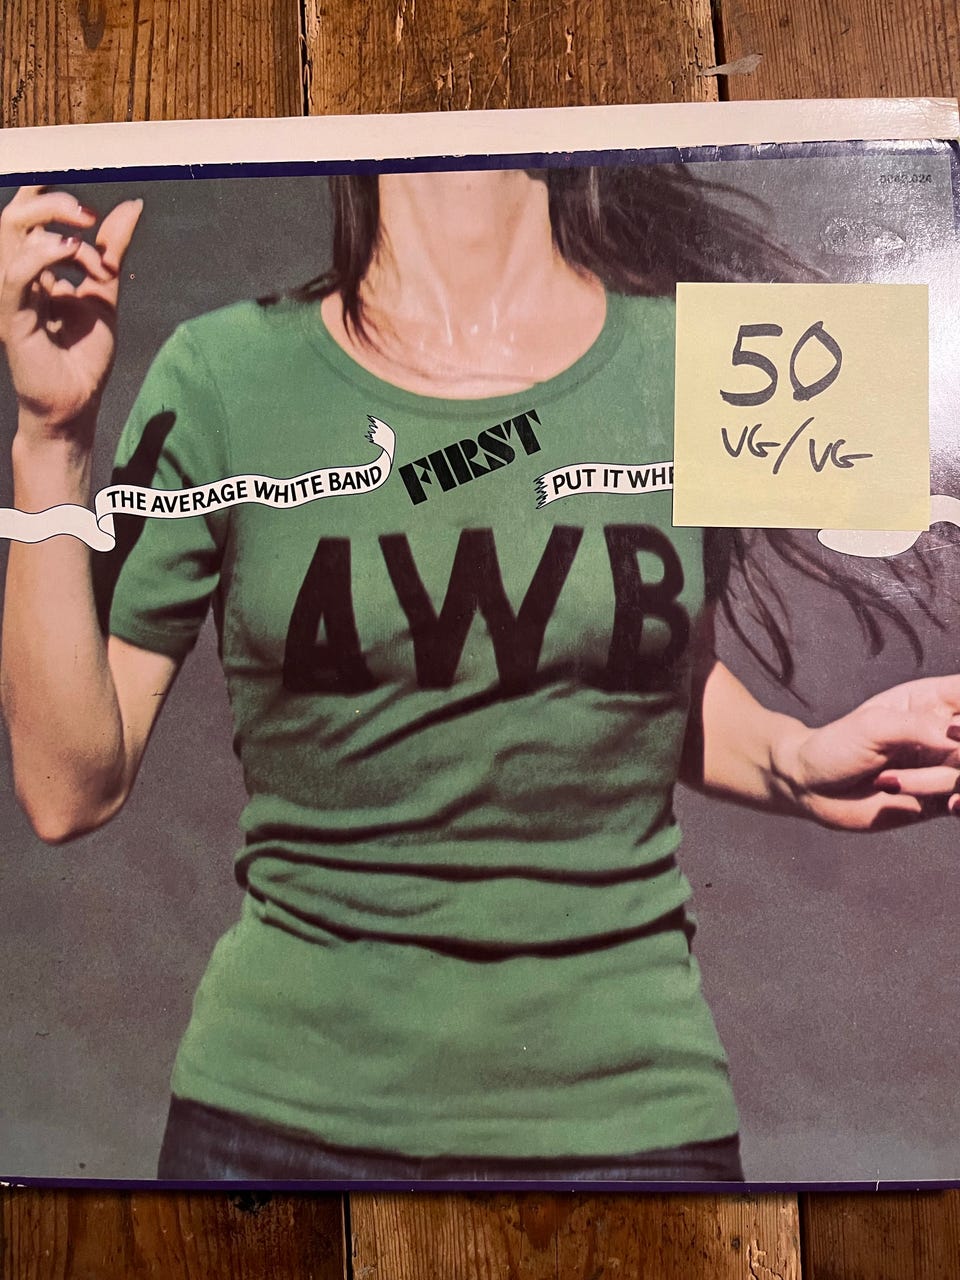 50
VG/VG
FIRST
THE AVERAGE WHITE BAND
PUT IT WHE
AWB